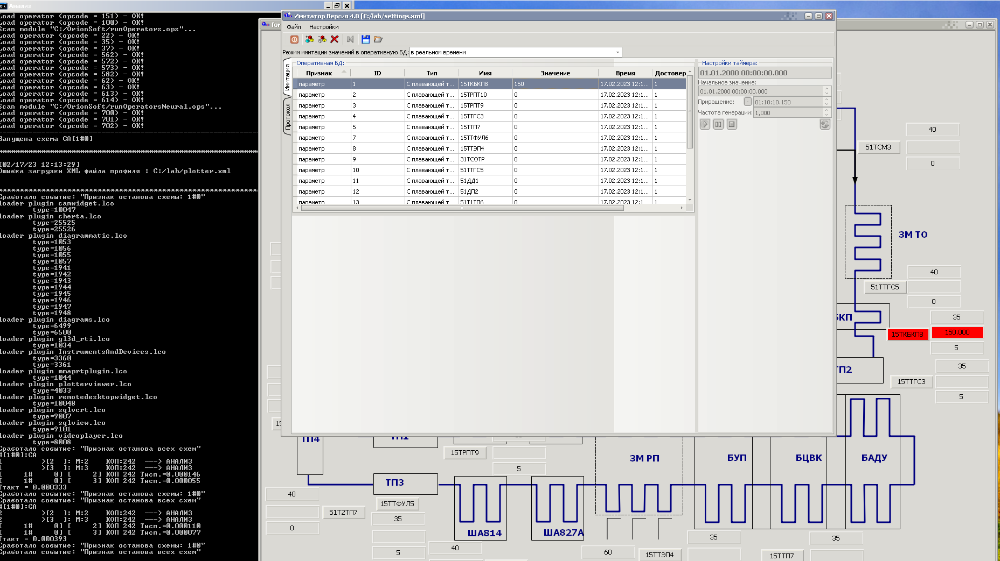 Анализ
Load operator (opcode = 151) - OK!
Load operator (opcode = 100) - OK!
Scan module "C:/OrionSoft/runOperators.ops"...
Load operator (opcode = 22) - OK!
Load operator (opcode = 35) - OK!
Load operator (opcode = 37) - OK!
Load operator (opcode = 562) - OK!
Load operator (opcode = 572) - OK!
Load operator (opcode = 573) - OK!
Load operator (opcode = 582) - OK!
Load operator (opcode = 62) - OK!
Load operator (opcode = 63) - OK!
Load operator (opcode = 613) - OK!
Load operator (opcode = 614) - OK!
Scan module "C:/OrionSoft/runOperatorsNeural.ops"...
Load operator (opcode = 700) - OK!
Load operator (opcode = 701) - OK!
Load operator (opcode = 702) - OK!
Запущена схема СА[1#0]
[02/17/23 12:13:29]
Ошибка загрузки XML файла профиля : C:/lab/plotter.xml
Сработало событие: "Признак останова схемы: 1#0"
loader plugin camwidget.lco
type=10047
loader plugin cherta.lco
type=25525
type=25526
loader plugin diagrammatic.lco
type=1053
type=1056
type=1055
type=1057
type=1941
type=1942
type=1943
type=1944
type=1945
type=1946
type=1947
type=1948
loader plugin diagrams.lco
type=6499
type=6500
loader plugin gl3d_rti.lco
type=1034
loader plugin InstrumentsAndDevices.lco
type=3360
type=3361
loader plugin mmaprtplugin.lco
type=1044
loader plugin plotterviewer.lco
type=4033
loader plugin remotedesktopwidget.lco
type=10048
loader plugin sqlvcrt.lco
type=9007
loader plugin sqlview.lco
type=9101
loader plugin videoplayer.lco
type=8008
Сработало событие: "Признак останова всех схем"
#[1#0]:СА
1 >[2 ]: М:2 КОП:242 ---> АНАЛИЗ
1 >[3 ]: М:3 КОП:242 ---> АНАЛИЗ
[ 1# 0] [ 2] КОП 242 Тисп.=0.000146
[ 1# 0] [ 3] КОП 242 Тисп.=0.000055
Tтакт = 0.000333
Сработало событие: "Признак останова схемы: 1#0"
Сработало событие: "Признак останова всех схем"
#[1#0]:СА
2 >[2 ]: М:2 КОП:242 ---> АНАЛИЗ
2 >[3 ]: М:3 КОП:242 ---> АНАЛИЗ
[ 1# 0] [ 2] КОП 242 Тисп.=0.000110
[ 1# 0] [ 3] КОП 242 Тисп.=0.000077
Tтакт = 0.000393
Сработало событие: "Признак останова схемы: 1#0"
Сработало событие: "Признак останова всех схем"
for
Имитатор Версия 4.0 [C:/lab/settings.xml]
Файл Настройки
Режим имитации значений в оперативную БД: в реальном времени
Имитация
Протокол
Оперативная БД:
Признак ID Тип Имя Значение Время Достовер
параметр 1 С плавающей т... 15ТКБКП8 150 17.02.2023 12:1... 1
параметр 2 С плавающей т... 15ТРПТ10 0 17.02.2023 12:1... 1
параметр 3 С плавающей т... 15ТРПТ9 0 17.02.2023 12:1... 1
параметр 4 С плавающей т... 15ТТГС3 0 17.02.2023 12:1... 1
параметр 5 С плавающей т... 15ТТП7 0 17.02.2023 12:1... 1
параметр 7 С плавающей т... 15ТТФУЛ6 0 17.02.2023 12:1... 1
параметр 8 С плавающей т... 15ТТЭП4 0 17.02.2023 12:1... 1
параметр 9 С плавающей т... 31ТСОТР 0 17.02.2023 12:1... 1
параметр 10 С плавающей т... 51ТТГС5 0 17.02.2023 12:1... 1
параметр 11 С плавающей т... 51ДД1 0 17.02.2023 12:1... 1
параметр 12 С плавающей т... 51ДП2 0 17.02.2023 12:1... 1
параметр 13 С плавающей т 51Т1ТП6 0 17.02.2023 12:1 1
Настройки таймера:
01.01.2000 00:00:00.000
Начальное значение:
01.01.2000 00:00:00.000
Приращение: - 01:10:10.150
Частота генерации: 1,000
40
51ТСМ3
0
ЗМ ТО
40
51ТТГС5
0
БКП
35
15ТКБКП8 150.000
5
ТП2
35
15ТТГС3
5
ТП4
ТП1
15ТРПТ9
5
ЗМ РП
БУП
БЦВК
БАДУ
ТП3
40
51Т2ТП7
0
15ТТФУЛ5
35
5
ША814
ША827А
40
60
15ТТЭП4
35
15ТТП7
35